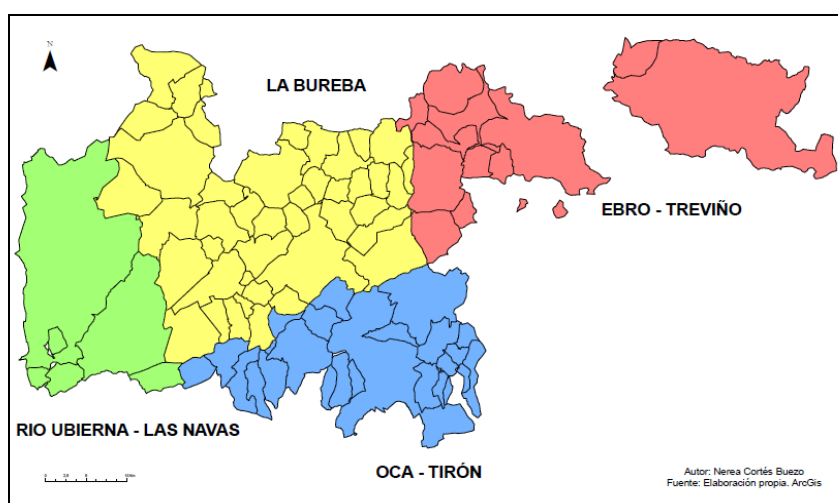 N
LA BUREBA
EBRO - TREVIÑO
RIO UBIERNA - LAS NAVAS
OCA - TIRÓN
Autor: Nerea Cortés Buezo
Fuente: Elaboración propia. ArcGis